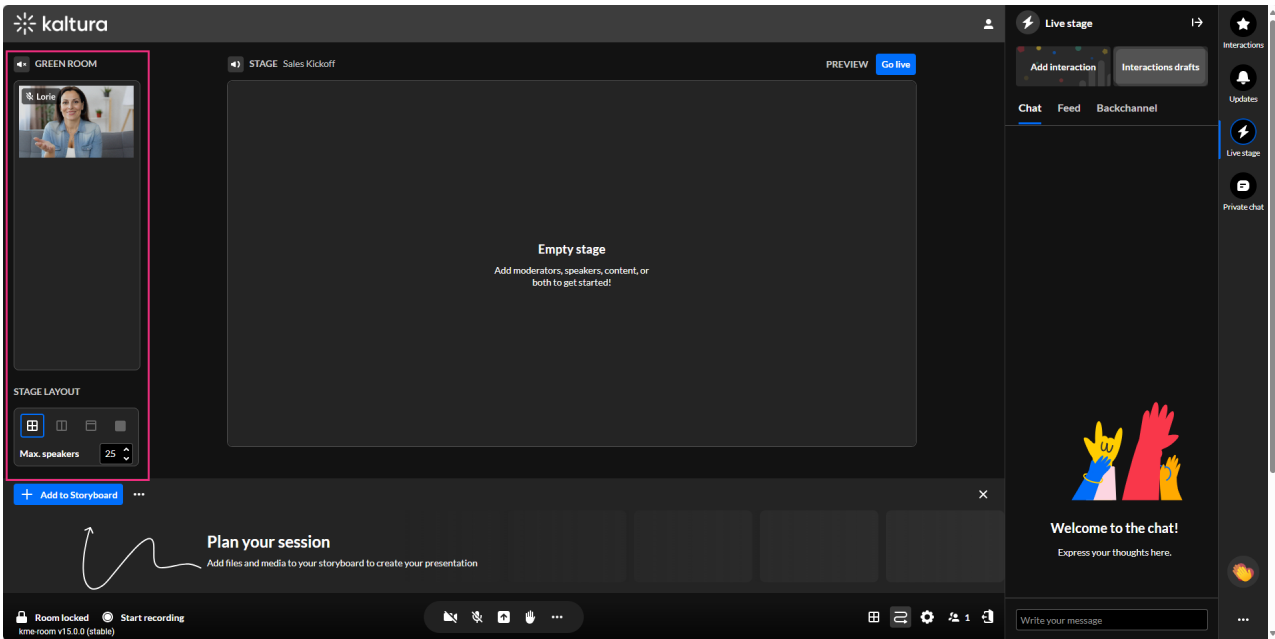 kaltura
GREEN ROOM
Lorie
STAGE LAYOUT
Max. speakers 25
STAGE Sales Kickoff
PREVIEW Go live
Empty stage
Add moderators, speakers, content, or
both to get started!
+ Add to Storyboard
Plan your session
Add files and media to your storyboard to create your presentation
Room locked Start recording
kme-room v15.0.0 (stable)
1
Live stage
Add interaction Interactions drafts
Chat Feed Backchannel
Welcome to the chat!
Express your thoughts here.
Write your message
Interactions
Updates
Live stage
Private chat